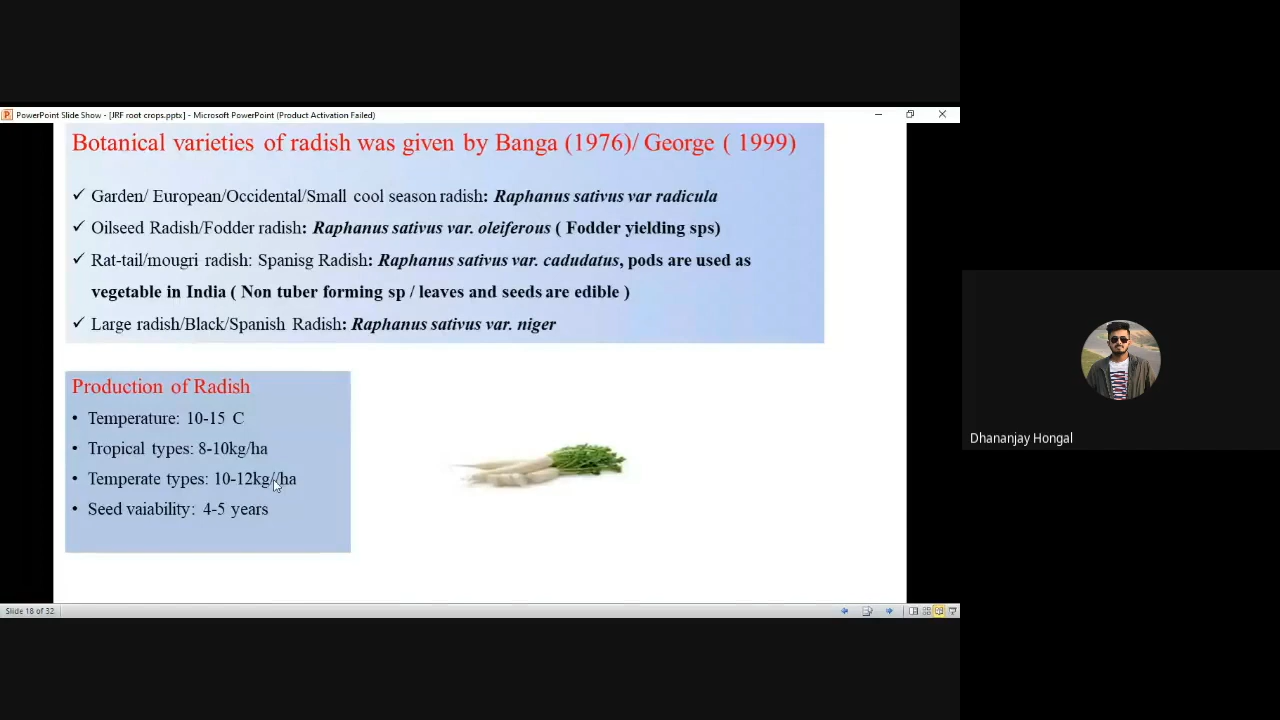 PowerPoint Slide Show - [JRF root crops.pptx] - Microsoft PowerPoint (Product Activation Failed)
Botanical varieties of radish was given by Banga (1976)/ George ( 1999)
✓ Garden/ European/Occidental/Small cool season radish: Raphanus sativus var radicula
✓ Oilseed Radish/Fodder radish: Raphanus sativus var. oleiferous ( Fodder yielding sps)
✓ Rat-tail/mougri radish: Spanisg Radish: Raphanus sativus var. cadudatus, pods are used as
vegetable in India ( Non tuber forming sp / leaves and seeds are edible )
✓ Large radish/Black/Spanish Radish: Raphanus sativus var. niger
Production of Radish
• Temperature: 10-15 C
• Tropical types: 8-10kg/ha
• Temperate types: 10-12kg//ha
• Seed vaiability: 4-5 years
Dhananjay Hongal
Slide 18 of 32